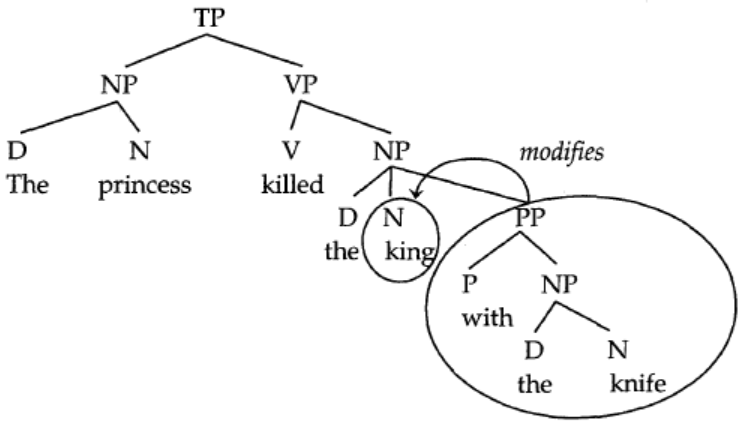 TP
NP VP
D N V NP modifies
The princess killed
D N PP
the king
P NP
with
D N
the knife